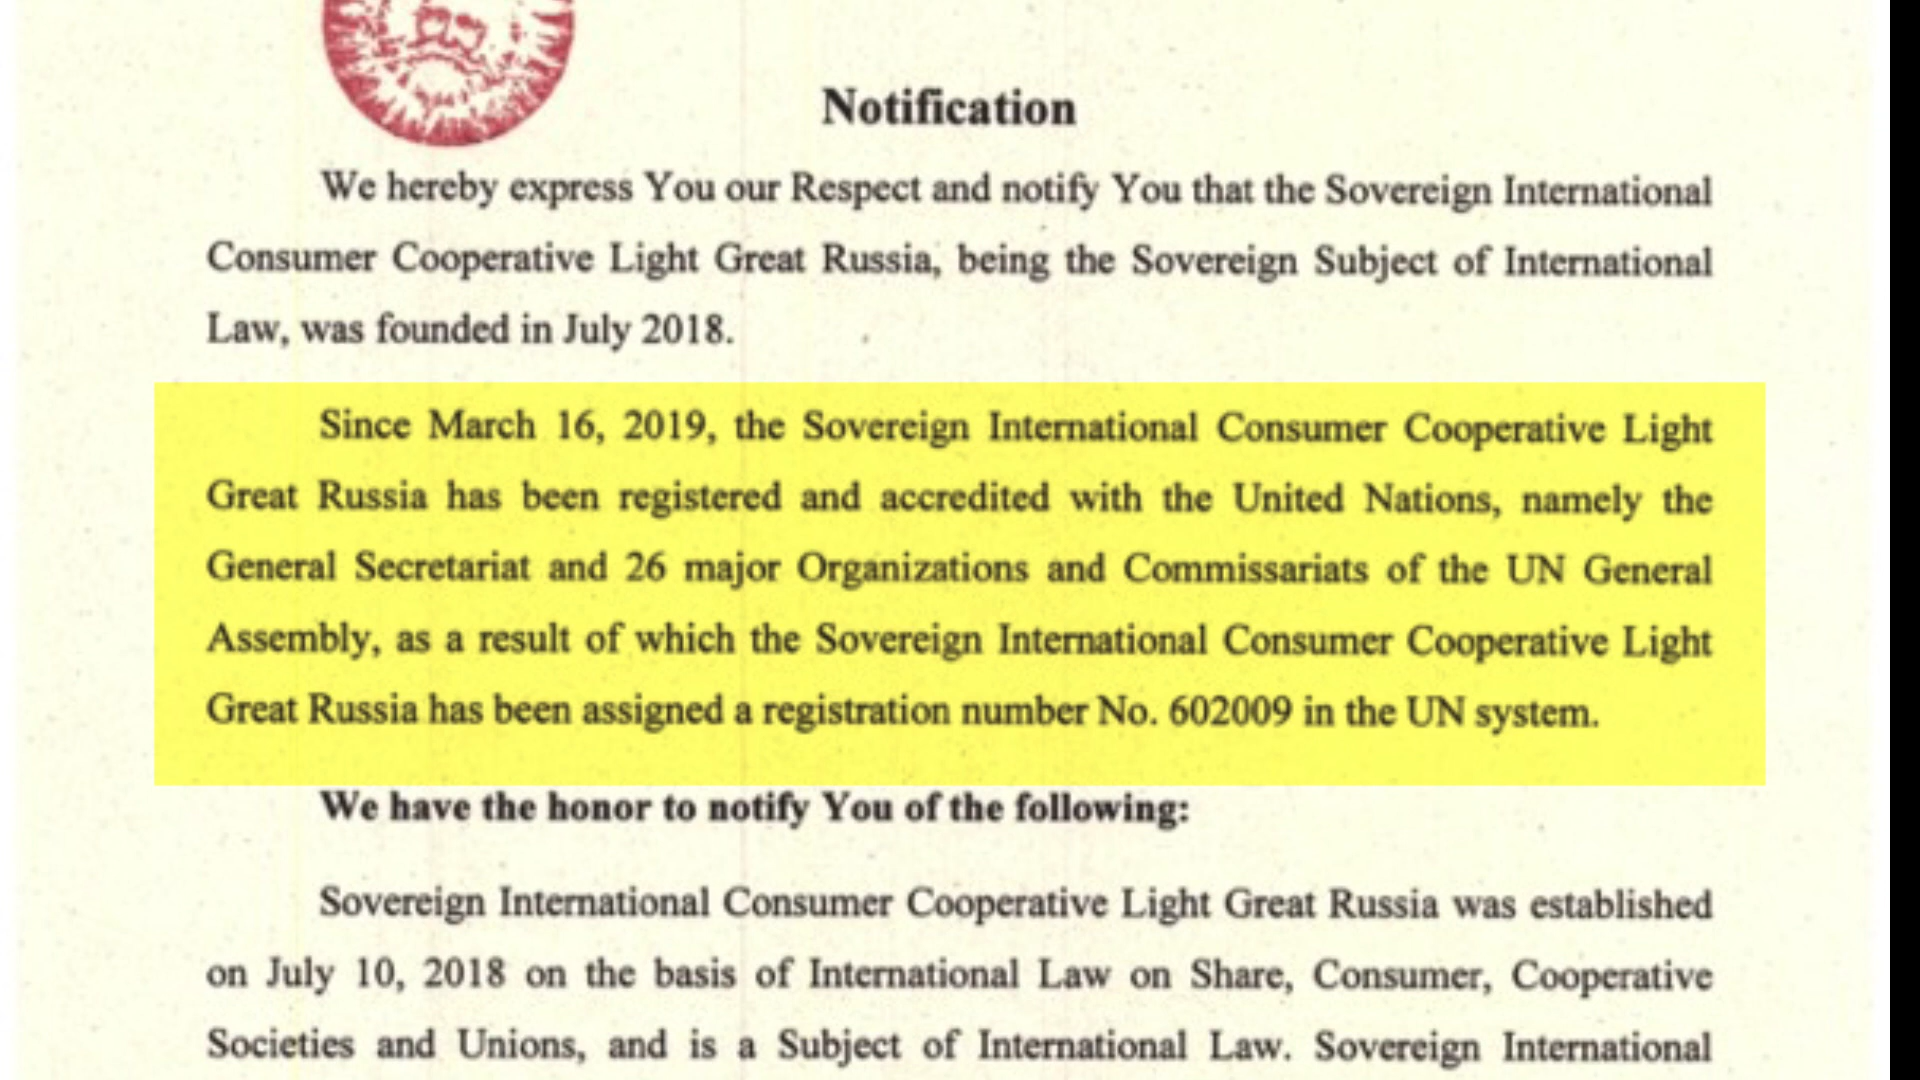 Notification
We hereby express You our Respect and notify You that the Sovereign International
Consumer Cooperative Light Great Russia, being the Sovereign Subject of International
Law, was founded in July 2018.
Since March 16, 2019, the Sovereign International Consumer Cooperative Light
Great Russia has been registered and accredited with the United Nations, namely the
General Secretariat and 26 major Organizations and Commissariats of the UN General
Assembly, as a result of which the Sovereign International Consumer Cooperative Light
Great Russia has been assigned a registration number No. 602009 in the UN system.
We have the honor to notify You of the following:
Sovereign International Consumer Cooperative Light Great Russia was established
on July 10, 2018 on the basis of International Law on Share, Consumer, Cooperative
Societies and Unions, and is a Subject of International Law. Sovereign International